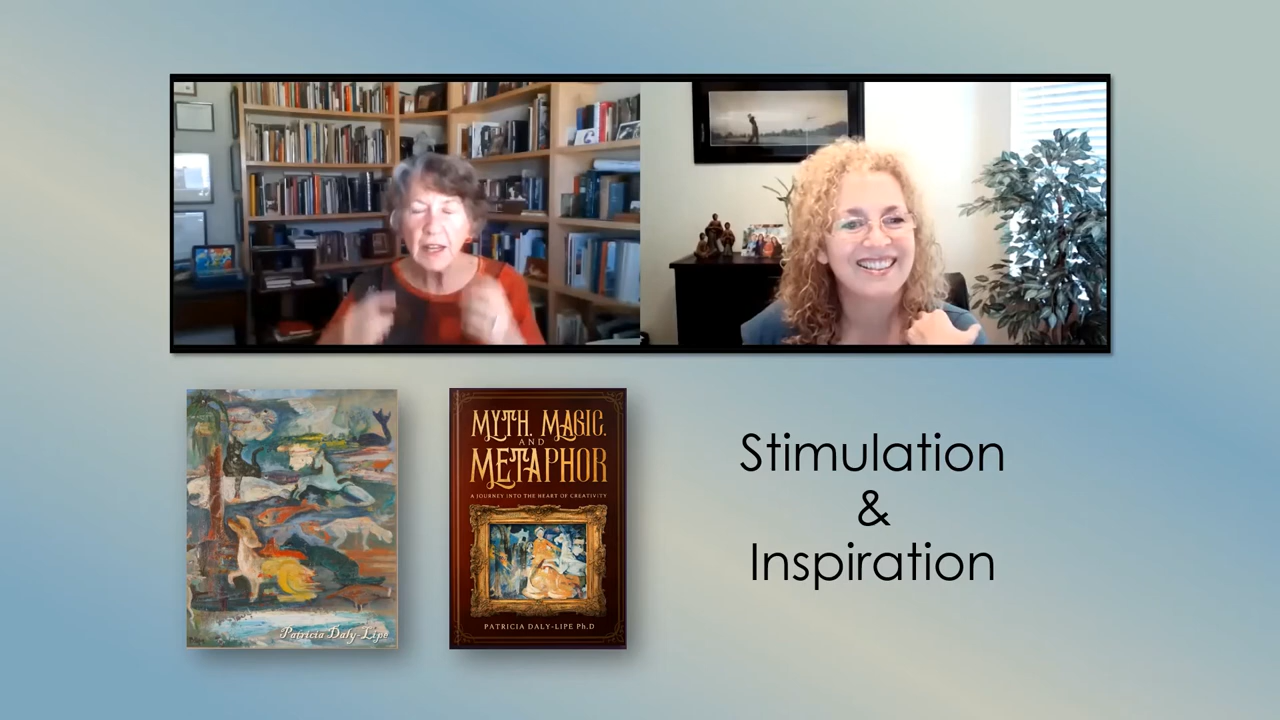 Patricia Daly-Lipe
MYTH, MAGIC,
AND
METAPHOR
A JOURNEY INTO THE HEART OF CREATIVITY
PATRICIA DALY-LIPE Ph.D
Stimulation
&
Inspiration